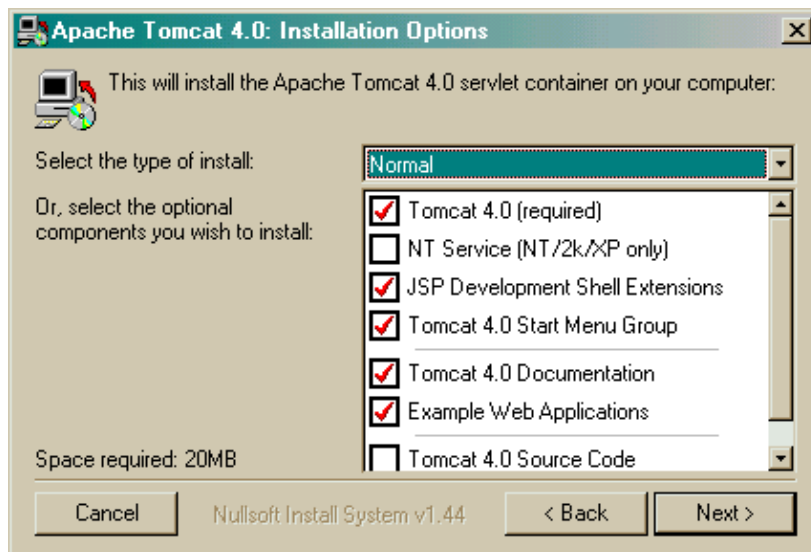 Apache Tomcat 4.0: Installation Options
This will install the Apache Tomcat 4.0 servlet container on your computer:
Select the type of install:
Normal
Or, select the optional
components you wish to install:
Tomcat 4.0 (required)
NT Service (NT/2k/XP only)
JSP Development Shell Extensions
Tomcat 4.0 Start Menu Group
Tomcat 4.0 Documentation
Example Web Applications
Tomcat 4.0 Source Code
Space required: 20MB
Cancel
Nullsoft Install System v1.44
< Back
Next >